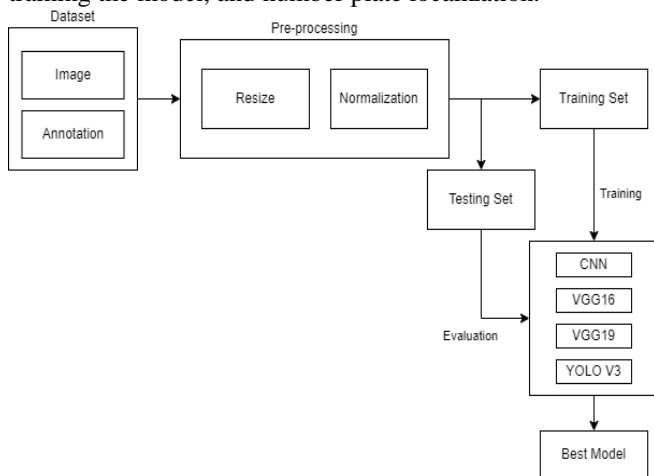 training the model, and number plate localization.
Dataset
Pre-processing
Image
Resize
Normalization
Training Set
Annotation
Testing Set
Training
CNN
VGG16
VGG19
Evaluation
YOLO V3
Best Model